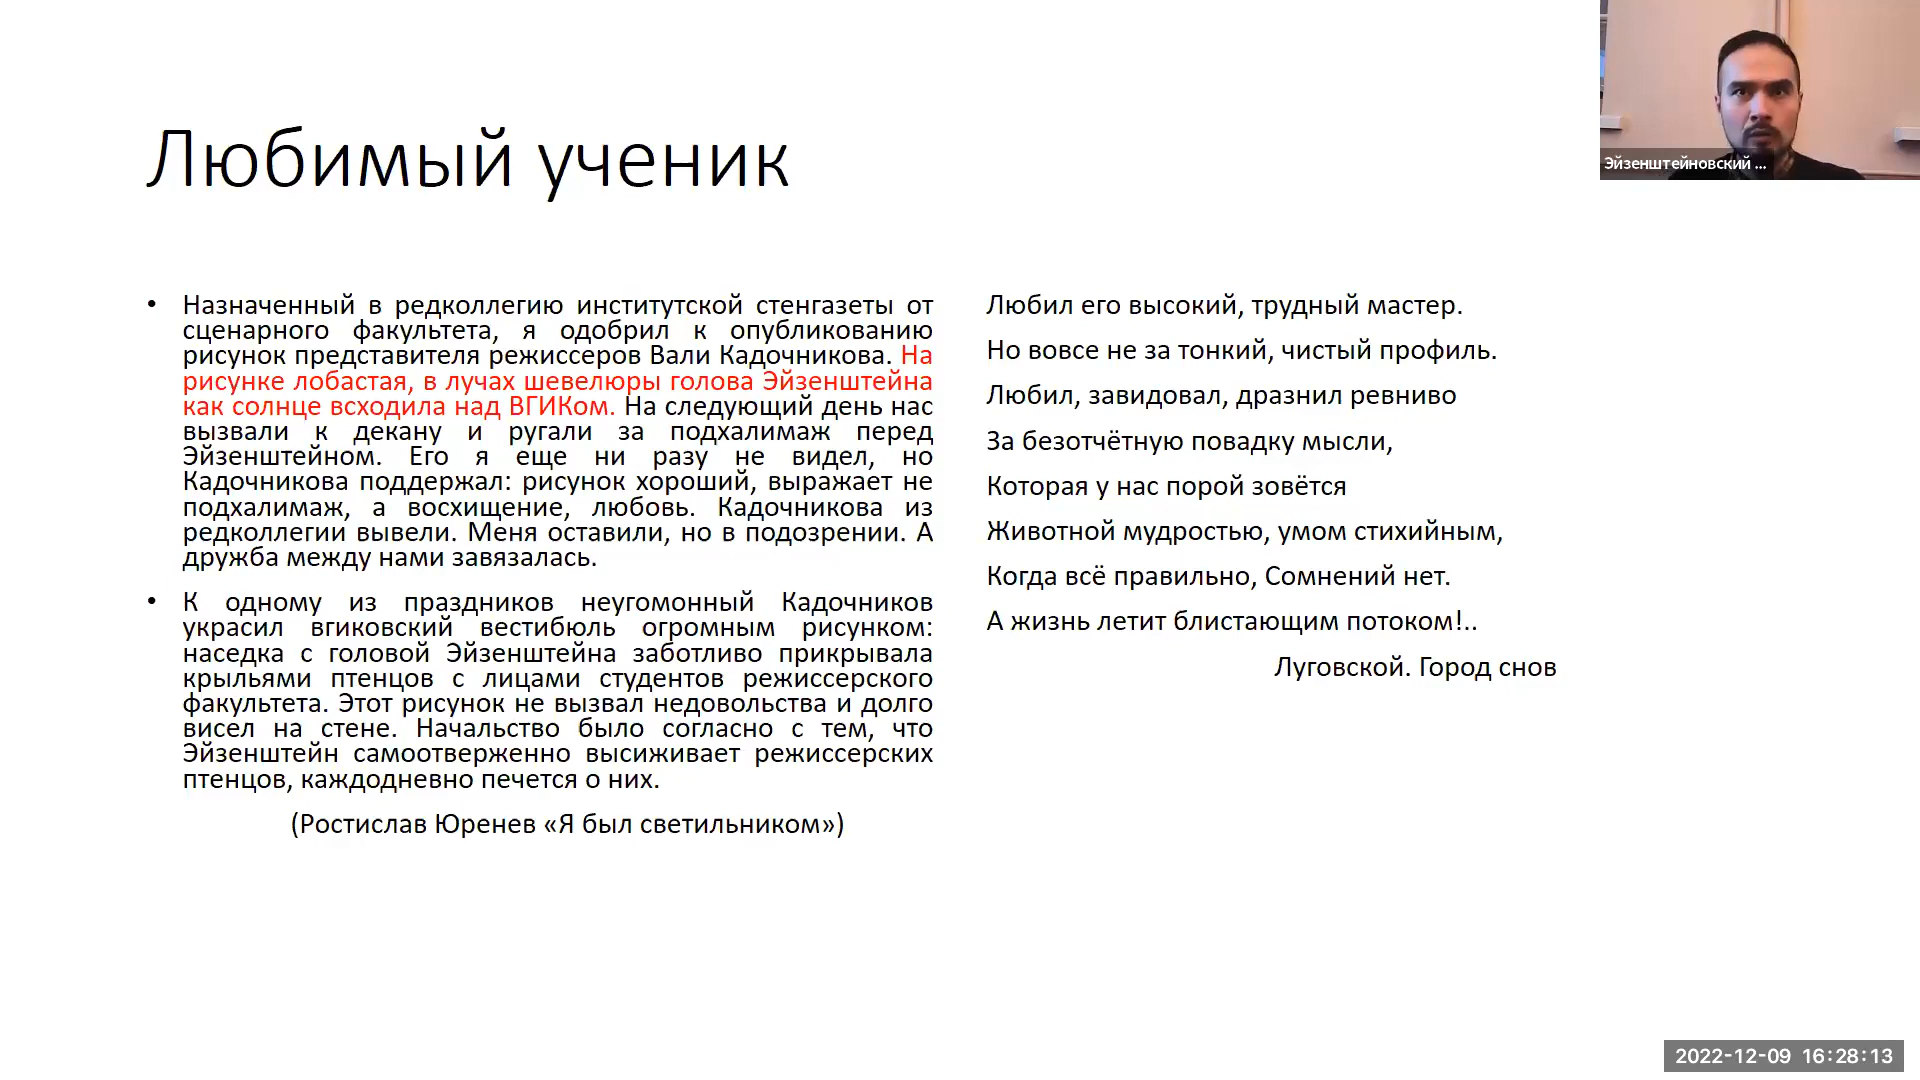 Любимый ученик
• Назначенный в редколлегию институтской стенгазеты от
сценарного факультета, я одобрил к опубликованию
рисунок представителя режиссеров Вали Кадочникова. На
рисунке лобастая, в лучах шевелюры голова Эйзенштейна
как солнце всходила над ВГИКом. На следующий день нас
вызвали к декану и ругали за подхалимаж перед
Эйзенштейном. Его я еще ни разу не видел, но
Кадочникова поддержал: рисунок хороший, выражает не
подхалимаж, а восхищение, любовь. Кадочникова из
редколлегии вывели. Меня оставили, но в подозрении. А
дружба между нами завязалась.
• К одному из праздников неугомонный Кадочников
украсил вгиковский вестибюль огромным рисунком:
наседка с головой Эйзенштейна заботливо прикрывала
крыльями птенцов с лицами студентов режиссерского
факультета. Этот рисунок не вызвал недовольства и долго
висел на стене. Начальство было согласно с тем, что
Эйзенштейн самоотверженно высиживает режиссерских
птенцов, каждодневно печется о них.
(Ростислав Юренев «Я был светильником»)
Любил его высокий, трудный мастер.
Но вовсе не за тонкий, чистый профиль.
Любил, завидовал, дразнил ревниво
За безотчётную повадку мысли,
Которая у нас порой зовётся
Животной мудростью, умом стихийным,
Когда всё правильно, Сомнений нет.
А жизнь летит блистающим потоком!..
Луговской. Город снов
Эйзенштейновский ...
2022-12-09 16:28:13